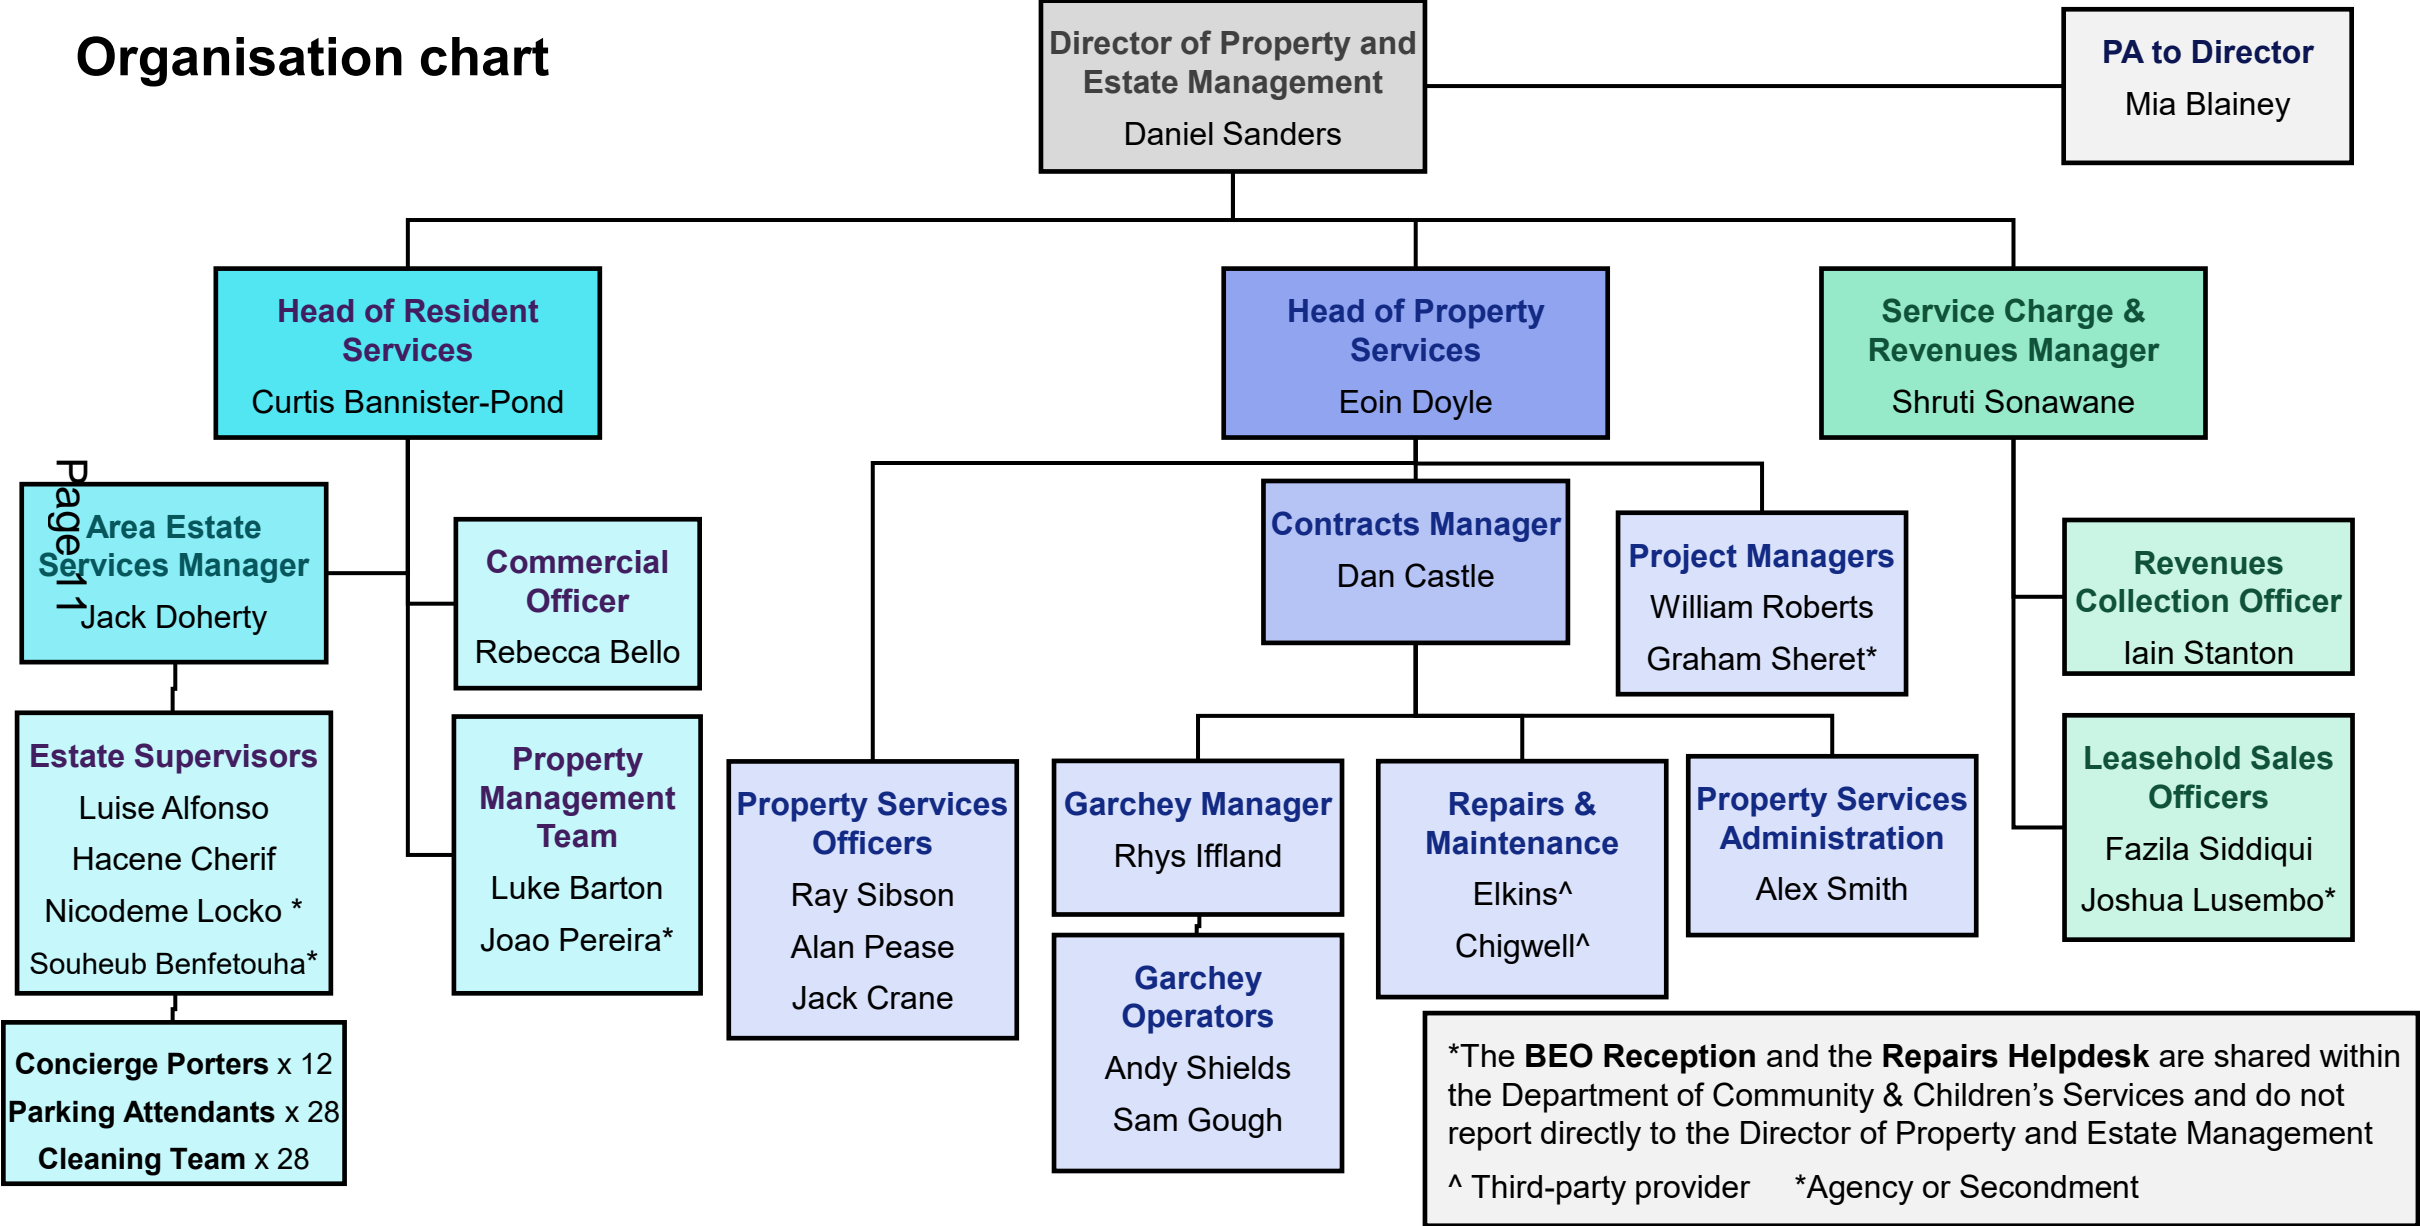 Organisation chart
Director of Property and
Estate Management
Daniel Sanders
PA to Director
Mia Blainey
Head of Resident
Services
Curtis Bannister-Pond
Head of Property
Services
Eoin Doyle
Service Charge &
Revenues Manager
Shruti Sonawane
Page 11
Area Estate
Services Manager
Jack Doherty
Commercial
Officer
Rebecca Bello
Contracts Manager
Dan Castle
Project Managers
William Roberts
Graham Sheret*
Revenues
Collection Officer
Iain Stanton
Estate Supervisors
Luise Alfonso
Hacene Cherif
Nicodeme Locko *
Souheub Benfetouha*
Property
Management
Team
Luke Barton
Joao Pereira*
Property Services
Officers
Ray Sibson
Alan Pease
Jack Crane
Garchey Manager
Rhys Iffland
Repairs &
Maintenance
Elkins^
Chigwell^
Property Services
Administration
Alex Smith
Leasehold Sales
Officers
Fazila Siddiqui
Joshua Lusembo*
Garchey
Operators
Andy Shields
Sam Gough
Concierge Porters x 12
Parking Attendants x 28
Cleaning Team x 28
*The BEO Reception and the Repairs Helpdesk are shared within
the Department of Community & Children’s Services and do not
report directly to the Director of Property and Estate Management
^ Third-party provider *Agency or Secondment